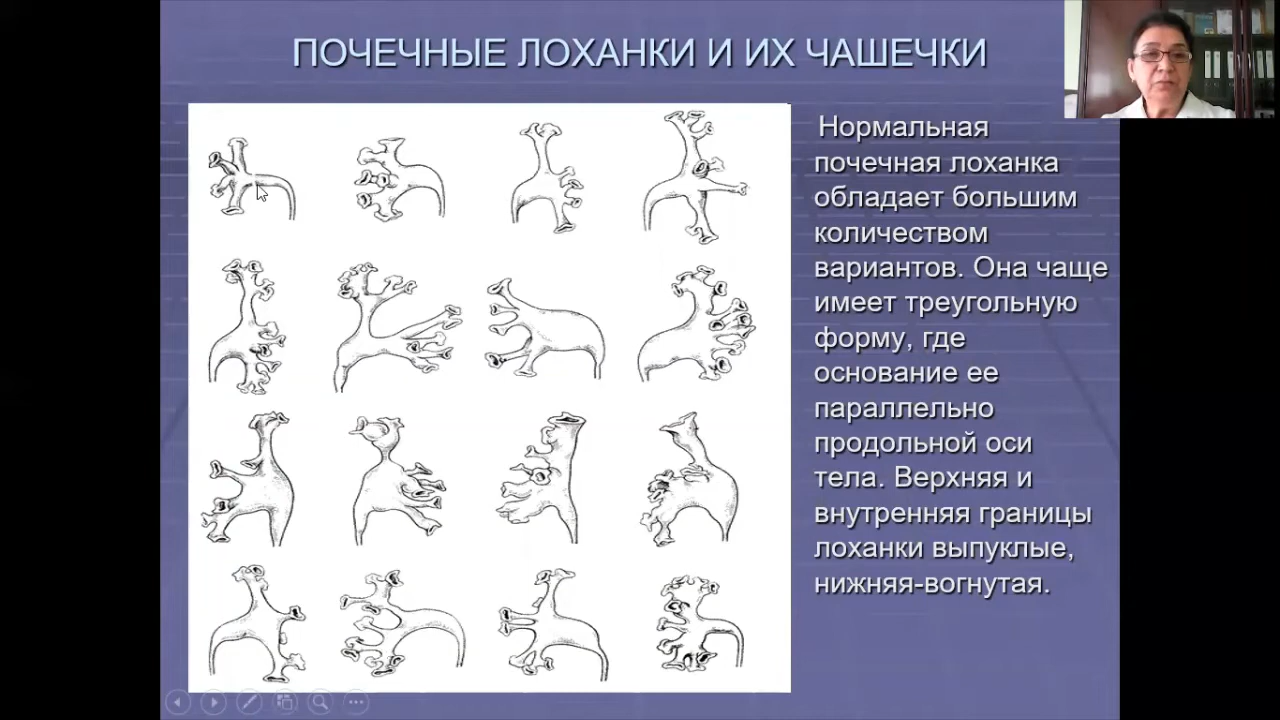 ПОЧЕЧНЫЕ ЛОХАНКИ И ИХ ЧАШЕЧКИ
Нормальная
почечная лоханка
обладает большим
количеством
вариантов. Она чаще
имеет треугольную
форму, где
основание ее
параллельно
продольной оси
тела. Верхняя и
внутренняя границы
лоханки выпуклые,
нижняя-вогнутая.